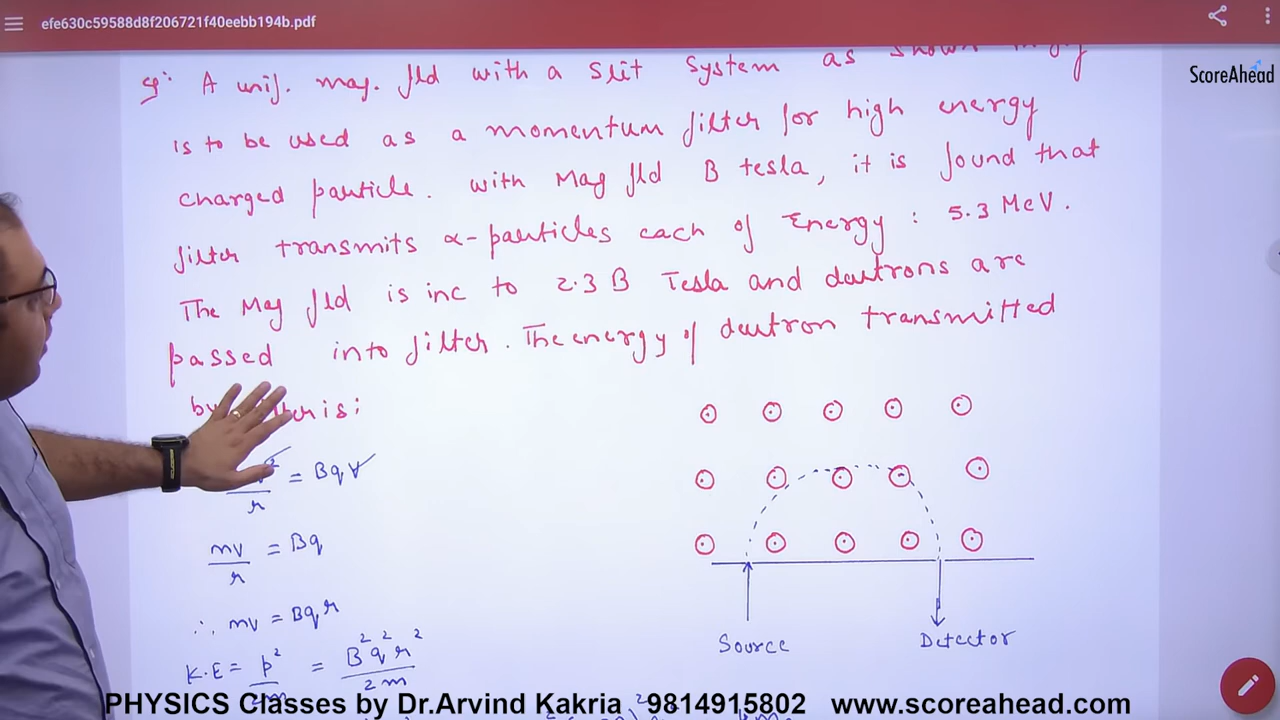 efe630c59588d8f206721f40eebb194b.pdf
ScoreAhead
A unif. mag. fld with a slit system as shown in fig
is to be used as a momentum filter for high energy
charged particle. with Mag fld B tesla, it is found that
filter transmits α-particles each of Energy : 5.3 MeV.
The Mag fld is inc to 2.3 B Tesla and deutrons are
passed into filter. The energy of deutron transmitted
by is:
= Bqv
r
mv = Bq
r
∴ mv = Bqr
K.E = p² = B²q²r²
2m 2m
Source
Detector
PHYSICS Classes by Dr.Arvind Kakria 9814915802 www.scoreahead.com